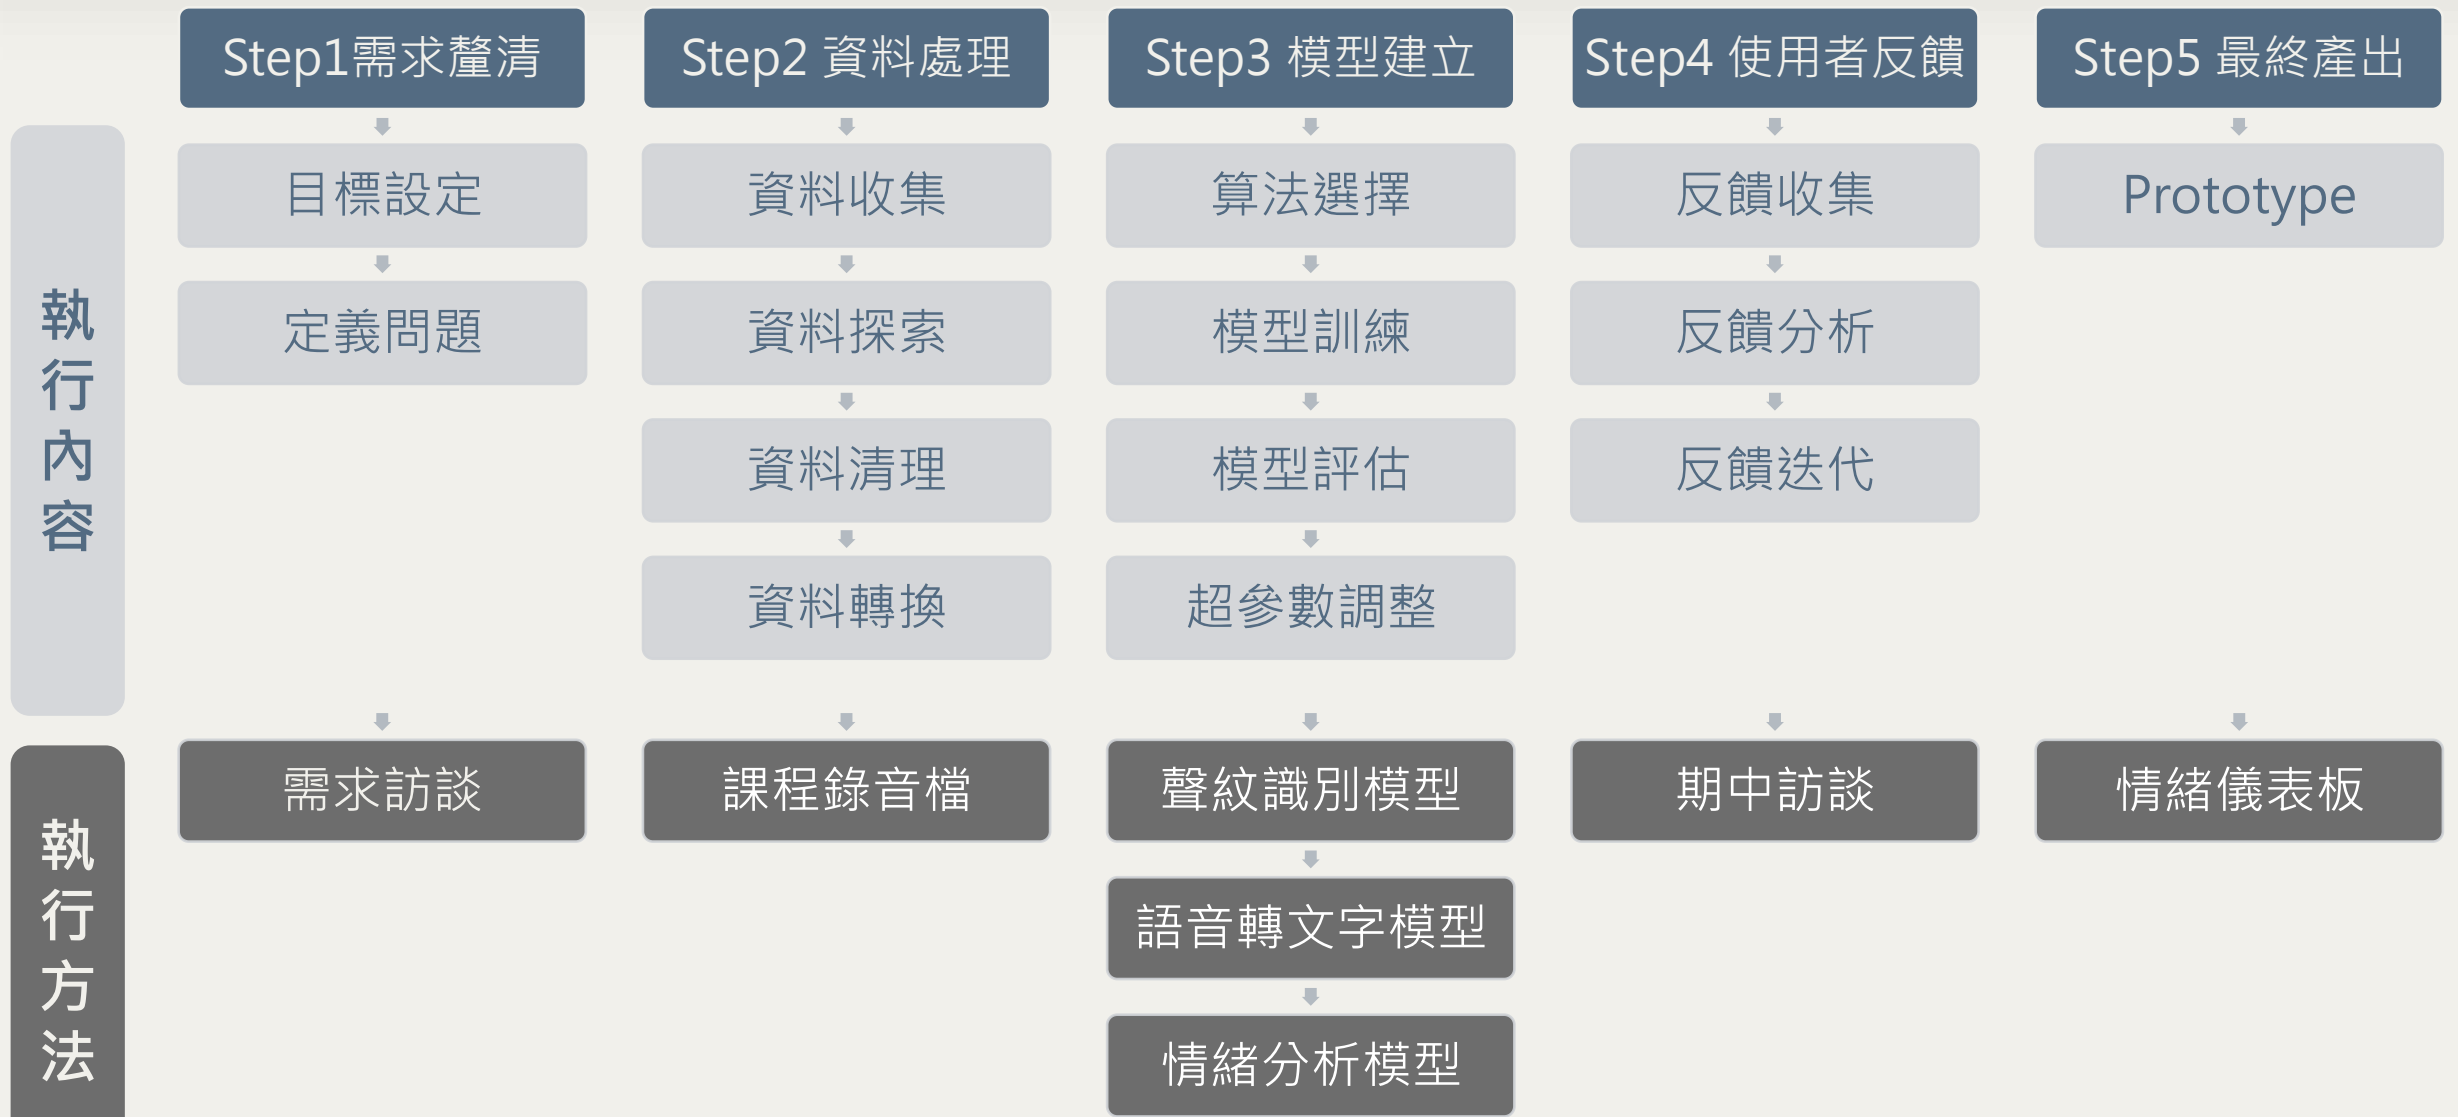 Step1需求釐清
Step2 資料處理
Step3 模型建立
Step4 使用者反饋
Step5 最終產出
執行內容
目標設定
資料收集
算法選擇
反饋收集
Prototype
定義問題
資料探索
模型訓練
反饋分析
資料清理
模型評估
反饋迭代
資料轉換
超參數調整
執行方法
需求訪談
課程錄音檔
聲紋識別模型
期中訪談
情緒儀表板
語音轉文字模型
情緒分析模型